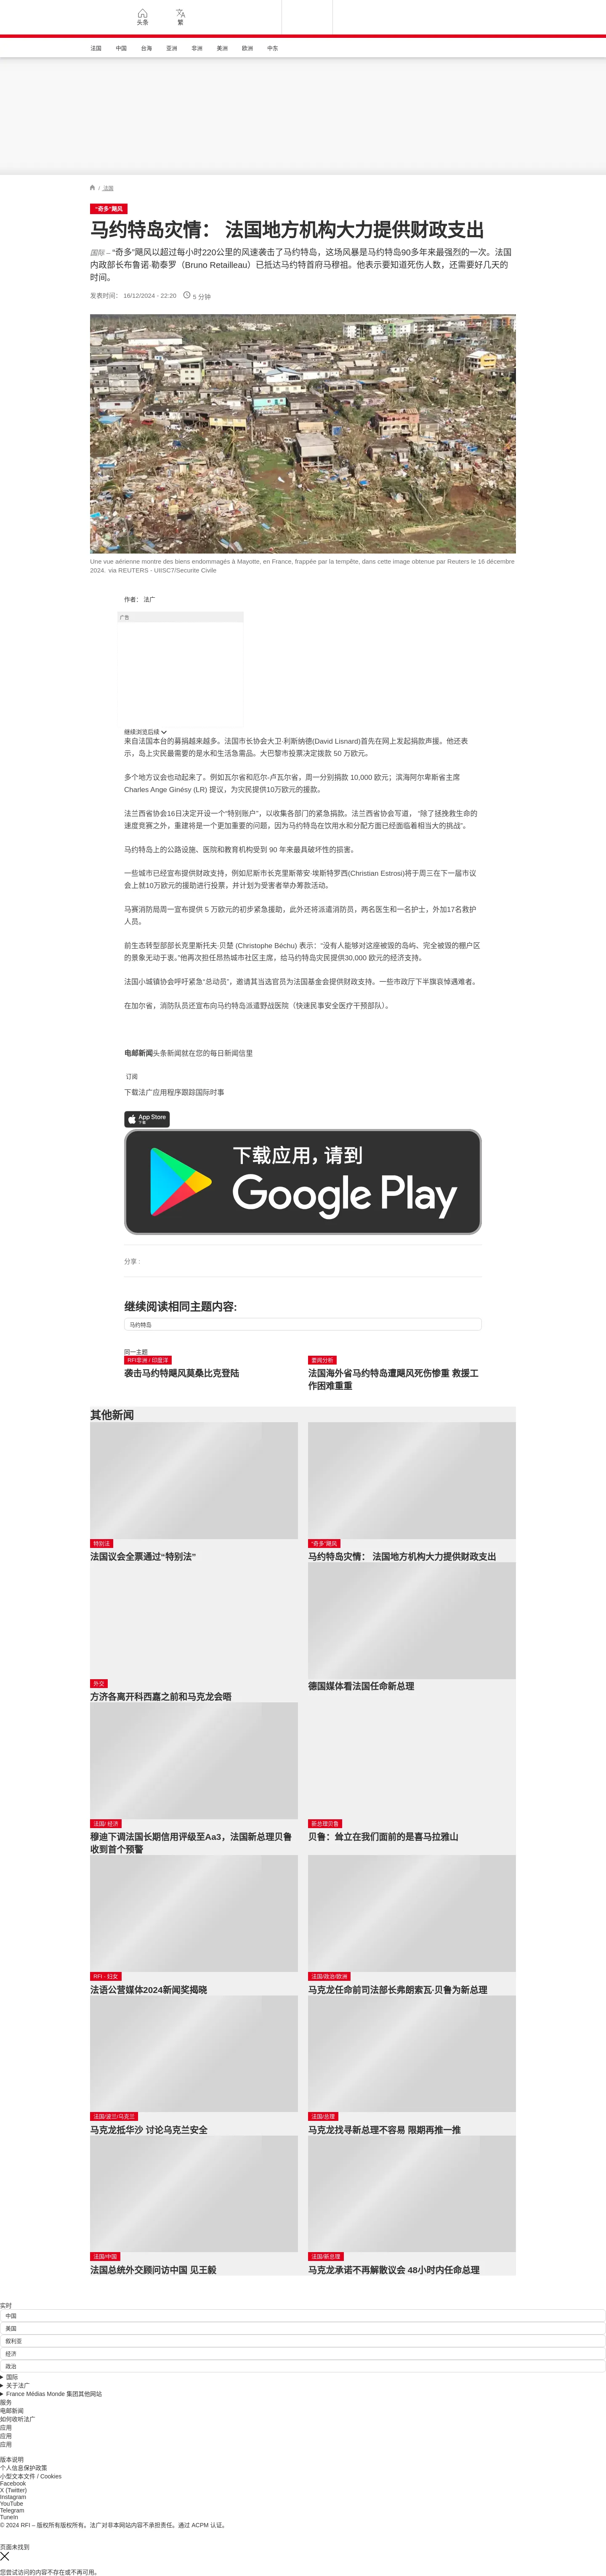 头条
繁
法国 中国 台海 亚洲 非洲 美洲 欧洲 中东
/ 法国
“奇多”飓风
马约特岛灾情： 法国地方机构大力提供财政支出
国际 – “奇多”飓风以超过每小时220公里的风速袭击了马约特岛，这场风暴是马约特岛90多年来最强烈的一次。法国
内政部长布鲁诺·勒泰罗（Bruno Retailleau）已抵达马约特首府马穆祖。他表示要知道死伤人数，还需要好几天的
时间。
发表时间： 16/12/2024 - 22:20 5 分钟
Une vue aérienne montre des biens endommagés à Mayotte, en France, frappée par la tempête, dans cette image obtenue par Reuters le 16 décembre
2024. via REUTERS - UIISC7/Securite Civile
作者： 法广
广告
继续浏览后续
来自法国本台的募捐越来越多。法国市长协会大卫·利斯纳德(David Lisnard)首先在网上发起捐款声援。他还表
示，岛上灾民最需要的是水和生活急需品。大巴黎市投票决定拨款 50 万欧元。
多个地方议会也动起来了。例如瓦尔省和厄尔-卢瓦尔省，周一分别捐款 10,000 欧元；滨海阿尔卑斯省主席
Charles Ange Ginésy (LR) 提议，为灾民提供10万欧元的援款。
法兰西省协会16日决定开设一个“特别账户”，以收集各部门的紧急捐款。法兰西省协会写道， “除了拯救救生命的
速度竞赛之外，重建将是一个更加重要的问题，因为马约特岛在饮用水和分配方面已经面临着相当大的挑战”。
马约特岛上的公路设施、医院和教育机构受到 90 年来最具破坏性的损害。
一些城市已经宣布提供财政支持，例如尼斯市长克里斯蒂安·埃斯特罗西(Christian Estrosi)将于周三在下一届市议
会上就10万欧元的援助进行投票，并计划为受害者举办筹款活动。
马赛消防局周一宣布提供 5 万欧元的初步紧急援助，此外还将派遣消防员，两名医生和一名护士，外加17名救护
人员。
前生态转型部部长克里斯托夫·贝楚 (Christophe Béchu) 表示：“没有人能够对这座被毁的岛屿、完全被毁的棚户区
的景象无动于衷。”他再次担任昂热城市社区主席，给马约特岛灾民提供30,000 欧元的经济支持。
法国小城镇协会呼吁紧急“总动员”，邀请其当选官员为法国基金会提供财政支持。一些市政厅下半旗哀悼遇难者。
在加尔省，消防队员还宣布向马约特岛派遣野战医院（快速民事安全医疗干预部队）。
电邮新闻头条新闻就在您的每日新闻信里
订阅
下载法广应用程序跟踪国际时事
App Store
下载
下载应用，请到
Google Play
分享 :
继续阅读相同主题内容:
马约特岛
同一主题
RFI非洲 / 印度洋
袭击马约特飓风莫桑比克登陆
要闻分析
法国海外省马约特岛遭飓风死伤惨重 救援工
作困难重重
其他新闻
特别法
法国议会全票通过“特别法”
“奇多”飓风
马约特岛灾情： 法国地方机构大力提供财政支出
外交
方济各离开科西嘉之前和马克龙会晤
德国媒体看法国任命新总理
法国/ 经济
穆迪下调法国长期信用评级至Aa3，法国新总理贝鲁
收到首个预警
新总理贝鲁
贝鲁：耸立在我们面前的是喜马拉雅山
RFI - 妇女
法语公营媒体2024新闻奖揭晓
法国/政治/欧洲
马克龙任命前司法部长弗朗索瓦·贝鲁为新总理
法国/波兰/乌克兰
马克龙抵华沙 讨论乌克兰安全
法国/总理
马克龙找寻新总理不容易 限期再推一推
法国/中国
法国总统外交顾问访中国 见王毅
法国/新总理
马克龙承诺不再解散议会 48小时内任命总理
实时
中国
美国
叙利亚
经济
政治
国际
关于法广
France Médias Monde 集团其他网站
服务
电邮新闻
如何收听法广
应用
应用
应用
版本说明
个人信息保护政策
小型文本文件 / Cookies
Facebook
X (Twitter)
Instagram
YouTube
Telegram
TuneIn
© 2024 RFI – 版权所有版权所有。法广对非本网站内容不承担责任。通过 ACPM 认证。
页面未找到
您尝试访问的内容不存在或不再可用。